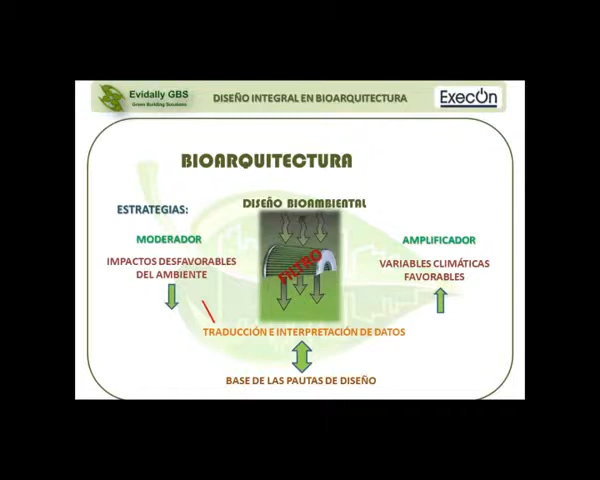 Evidally GBS
Green Building Solutions
DISEÑO INTEGRAL EN BIOARQUITECTURA
ExecOn
BIOARQUITECTURA
ESTRATEGIAS:
DISEÑO BIOAMBIENTAL
MODERADOR
AMPLIFICADOR
IMPACTOS DESFAVORABLES
DEL AMBIENTE
FILTRO
VARIABLES CLIMÁTICAS
FAVORABLES
TRADUCCIÓN E INTERPRETACIÓN DE DATOS
BASE DE LAS PAUTAS DE DISEÑO